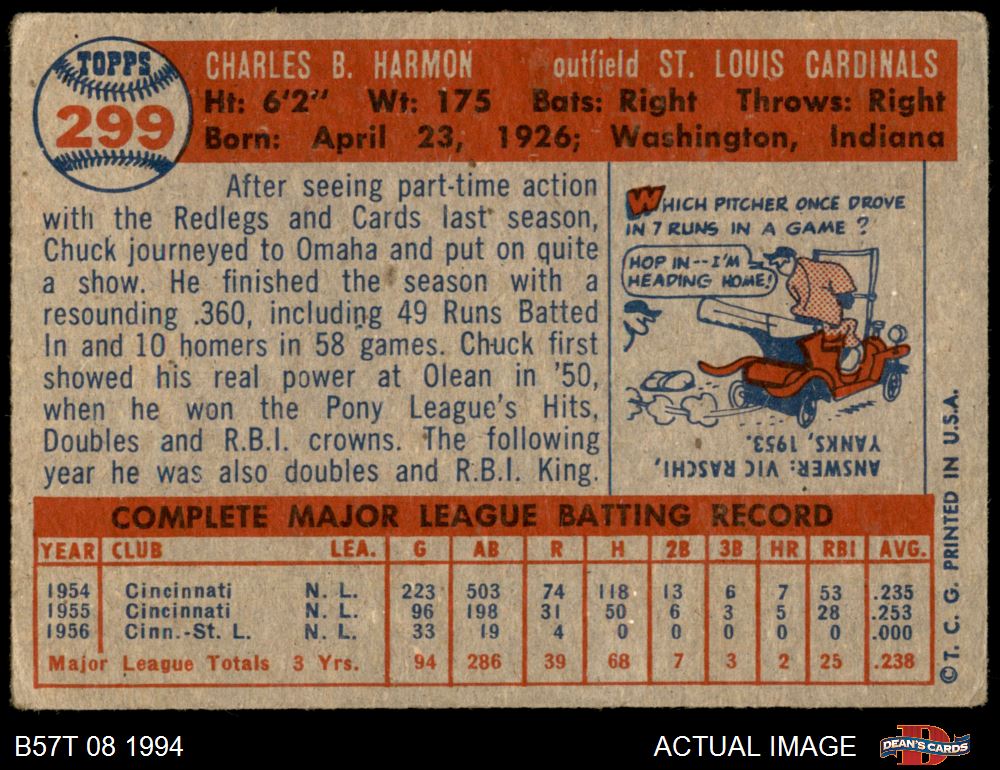 TOPPS
299
CHARLES B. HARMON outfield ST. LOUIS CARDINALS
Ht: 6'2" Wt: 175 Bats: Right Throws: Right
Born: April 23, 1926; Washington, Indiana
After seeing part-time action
with the Redlegs and Cards last season,
Chuck journeyed to Omaha and put on quite
a show. He finished the season with a
resounding .360, including 49 Runs Batted
In and 10 homers in 58 games. Chuck first
showed his real power at Olean in '50,
when he won the Pony League's Hits,
Doubles and R.B.I. crowns. The following
year he was also doubles and R.B.I. King.
WHICH PITCHER ONCE DROVE
IN 7 RUNS IN A GAME ?
HOP IN--I'M
HEADING HOME!
ANSWER: VIC RASCHI,
YANKS, 1953.
COMPLETE MAJOR LEAGUE BATTING RECORD
YEAR CLUB LEA. G AB R H 2B 3B HR RBI AVG.
1954 Cincinnati N. L. 223 503 74 118 13 6 7 53 .235
1955 Cincinnati N. L. 96 198 31 50 6 3 5 28 .253
1956 Cinn.-St. L. N. L. 33 19 4 0 0 0 0 0 .000
Major League Totals 3 Yrs. 94 286 39 68 7 3 2 25 .238
©T. C. G. PRINTED IN U.S.A.
B57T 08 1994 ACTUAL IMAGE
D
DEAN'S CARDS